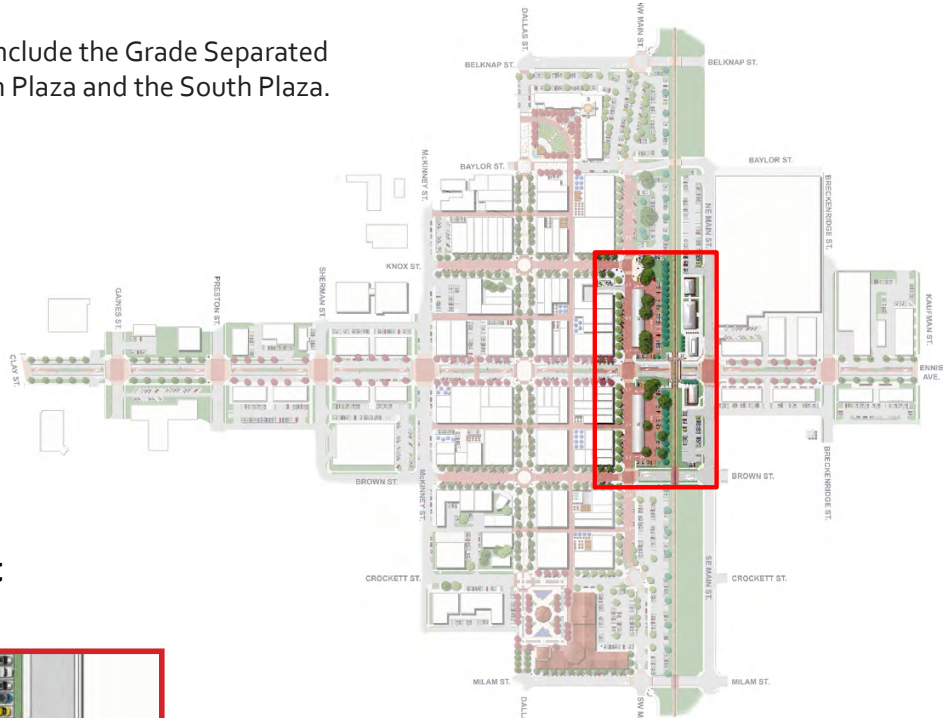 nclude the Grade Separated
n Plaza and the South Plaza.
DALLAS ST.
NW MAIN ST.
BELKNAP ST.
BELKNAP ST.
McKINNEY ST.
BAYLOR ST.
BAYLOR ST.
NE MAIN ST.
BRECKENRIDGE ST.
KNOX ST.
SHERMAN ST.
PRESTON ST.
GAINES ST.
KAUFMAN ST.
CLAY ST.
ENNIS
AVE.
BROWN ST.
McKINNEY ST.
BROWN ST.
BRECKENRIDGE ST.
SE MAIN ST.
CROCKETT ST.
CROCKETT ST.
MILAM ST.
MILAM ST.
DALL
SW M